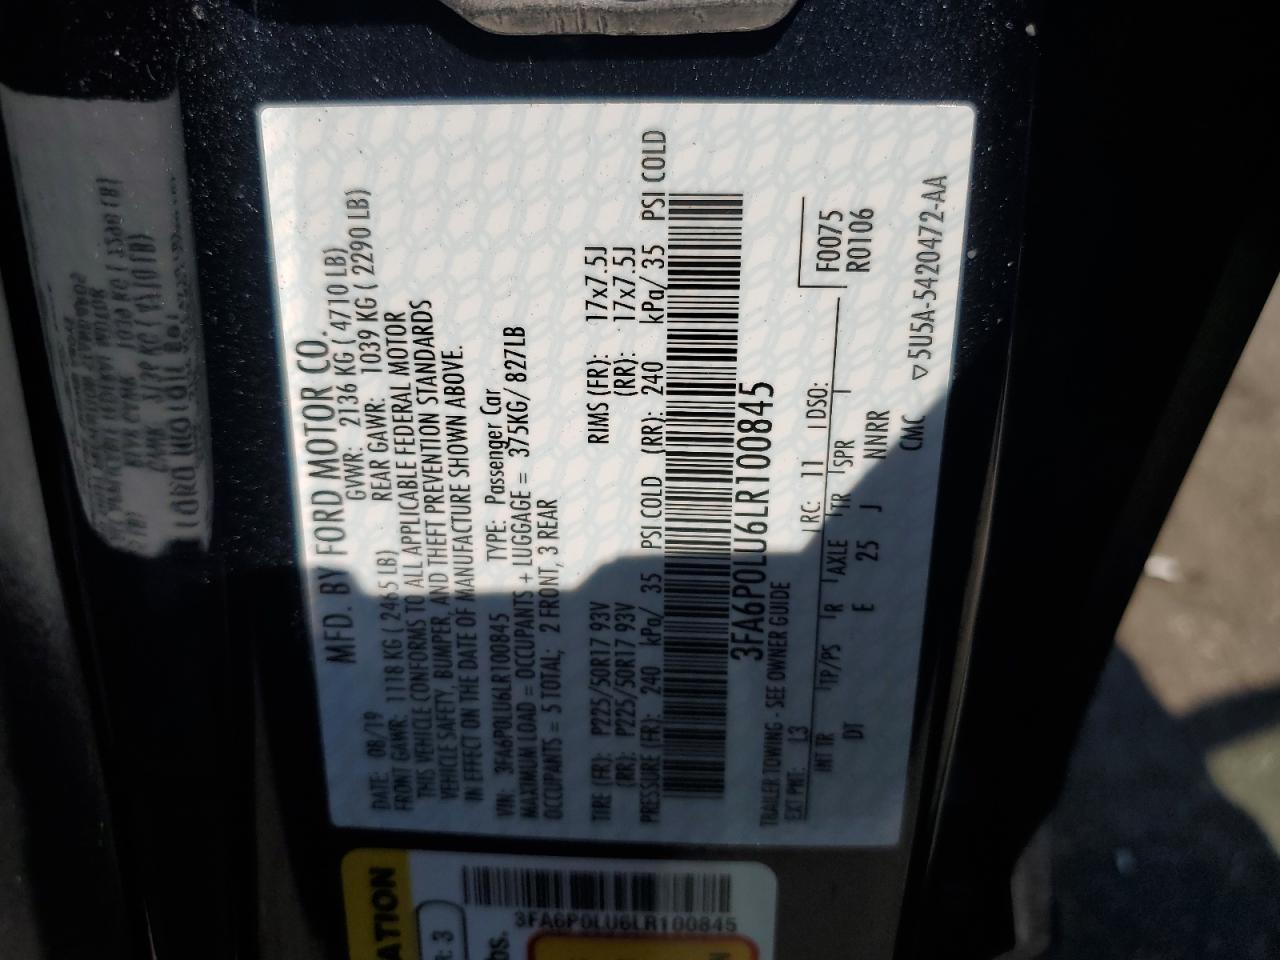 MFD. BY FORD MOTOR CO.
DATE: 08/19 GVWR: 2136 KG ( 4710 LB)
FRONT GAWR: 1118 KG ( 2465 LB) REAR GAWR: 1039 KG ( 2290 LB)
THIS VEHICLE CONFORMS TO ALL APPLICABLE FEDERAL MOTOR
VEHICLE SAFETY, BUMPER, AND THEFT PREVENTION STANDARDS
IN EFFECT ON THE DATE OF MANUFACTURE SHOWN ABOVE.
VIN: 3FA6P0LU6LR100845 TYPE: Passenger Car
MAXIMUM LOAD = OCCUPANTS + LUGGAGE = 375KG/ 827LB
OCCUPANTS = 5 TOTAL; 2 FRONT, 3 REAR
TIRE (FR): P225/50R17 93V RIMS (FR): 17x7.5J
(RR): P225/50R17 93V (RR): 17x7.5J
PRESSURE (FR): 240 kPa/ 35 PSI COLD (RR): 240 kPa/ 35 PSI COLD
3FA6P0LU6LR100845
TRAILER TOWING - SEE OWNER GUIDE
F0075
R0106
EXT PNT: L3 RC: 11 DSO:
INT TR TP/PS R AXLE TR SPR
DT E 25 J NNRR
CMC 5U5A-5420472-AA
ATION
R: 3
3FA6P0LU6LR100845
bs.